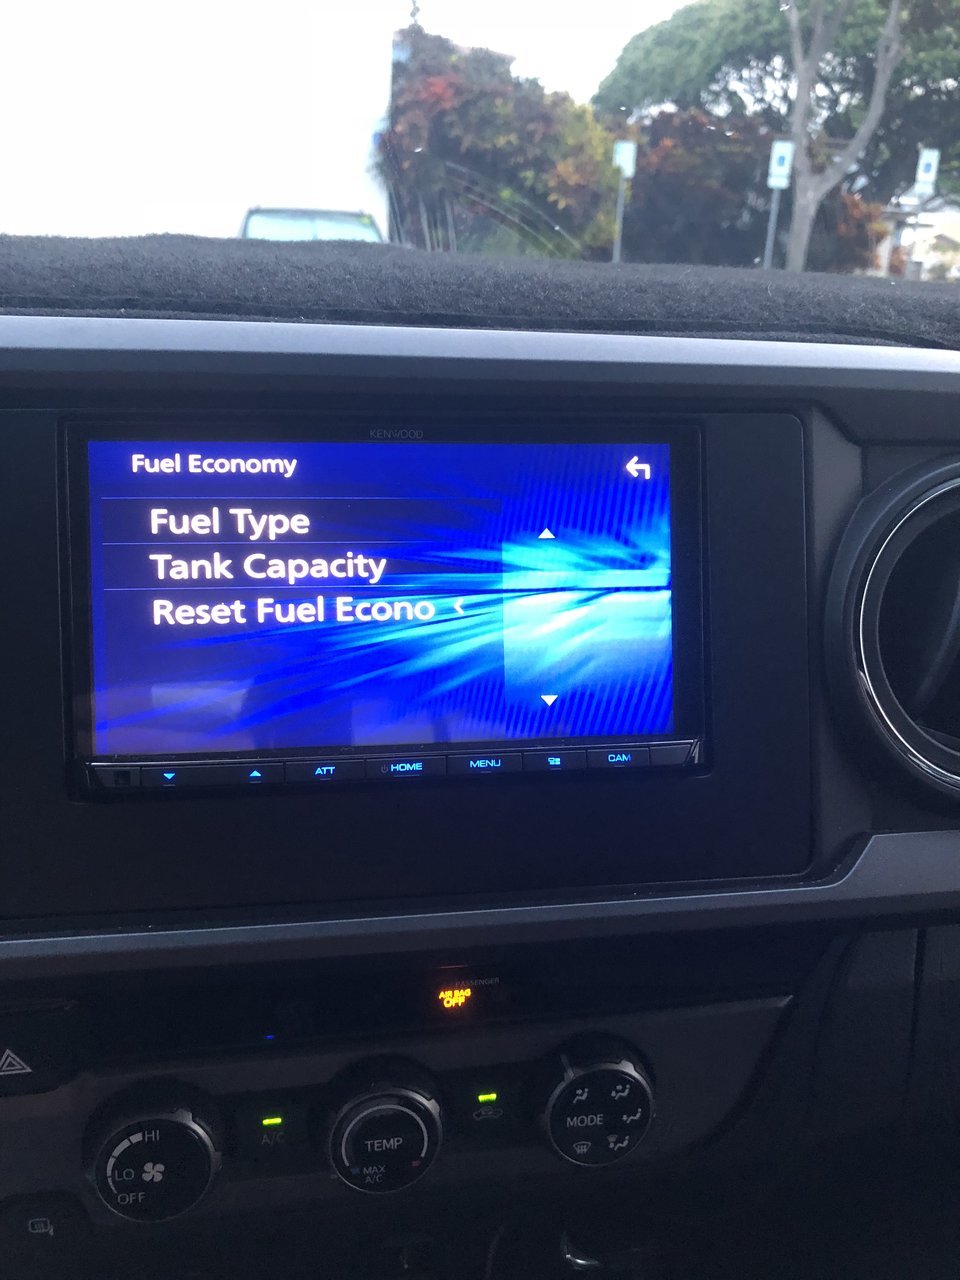 KENWOOD
Fuel Economy
Fuel Type
Tank Capacity
Reset Fuel Econo
ATT
HOME
MENU
CAM
PASSENGER
AIR BAG
OFF
HI
LO
OFF
A/C
TEMP
MAX
A/C
MODE